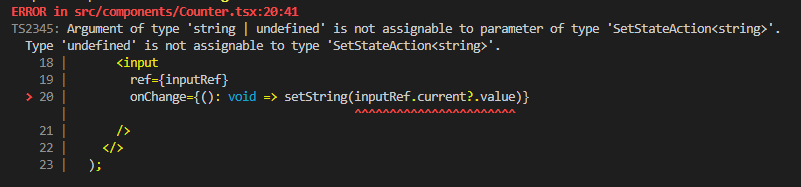 ERROR in src/components/Counter.tsx:20:41
TS2345: Argument of type 'string | undefined' is not assignable to parameter of type 'SetStateAction<string>'.
  Type 'undefined' is not assignable to type 'SetStateAction<string>'.
    18 |       <input
    19 |         ref={inputRef}
  > 20 |         onChange={(): void => setString(inputRef.current?.value)}
       |                                         ^^^^^^^^^^^^^^^^^^^^^^^
    21 |       />
    22 |     </>
    23 |   );